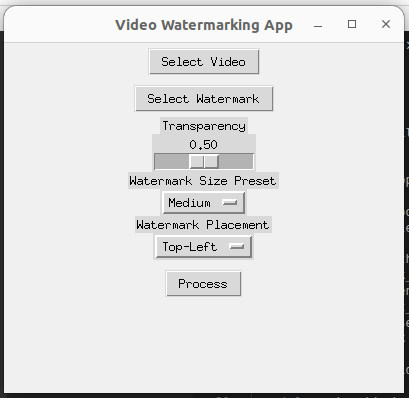 Video Watermarking App
Select Video
Select Watermark
Transparency
0.50
Watermark Size Preset
Medium
Watermark Placement
Top-Left
Process